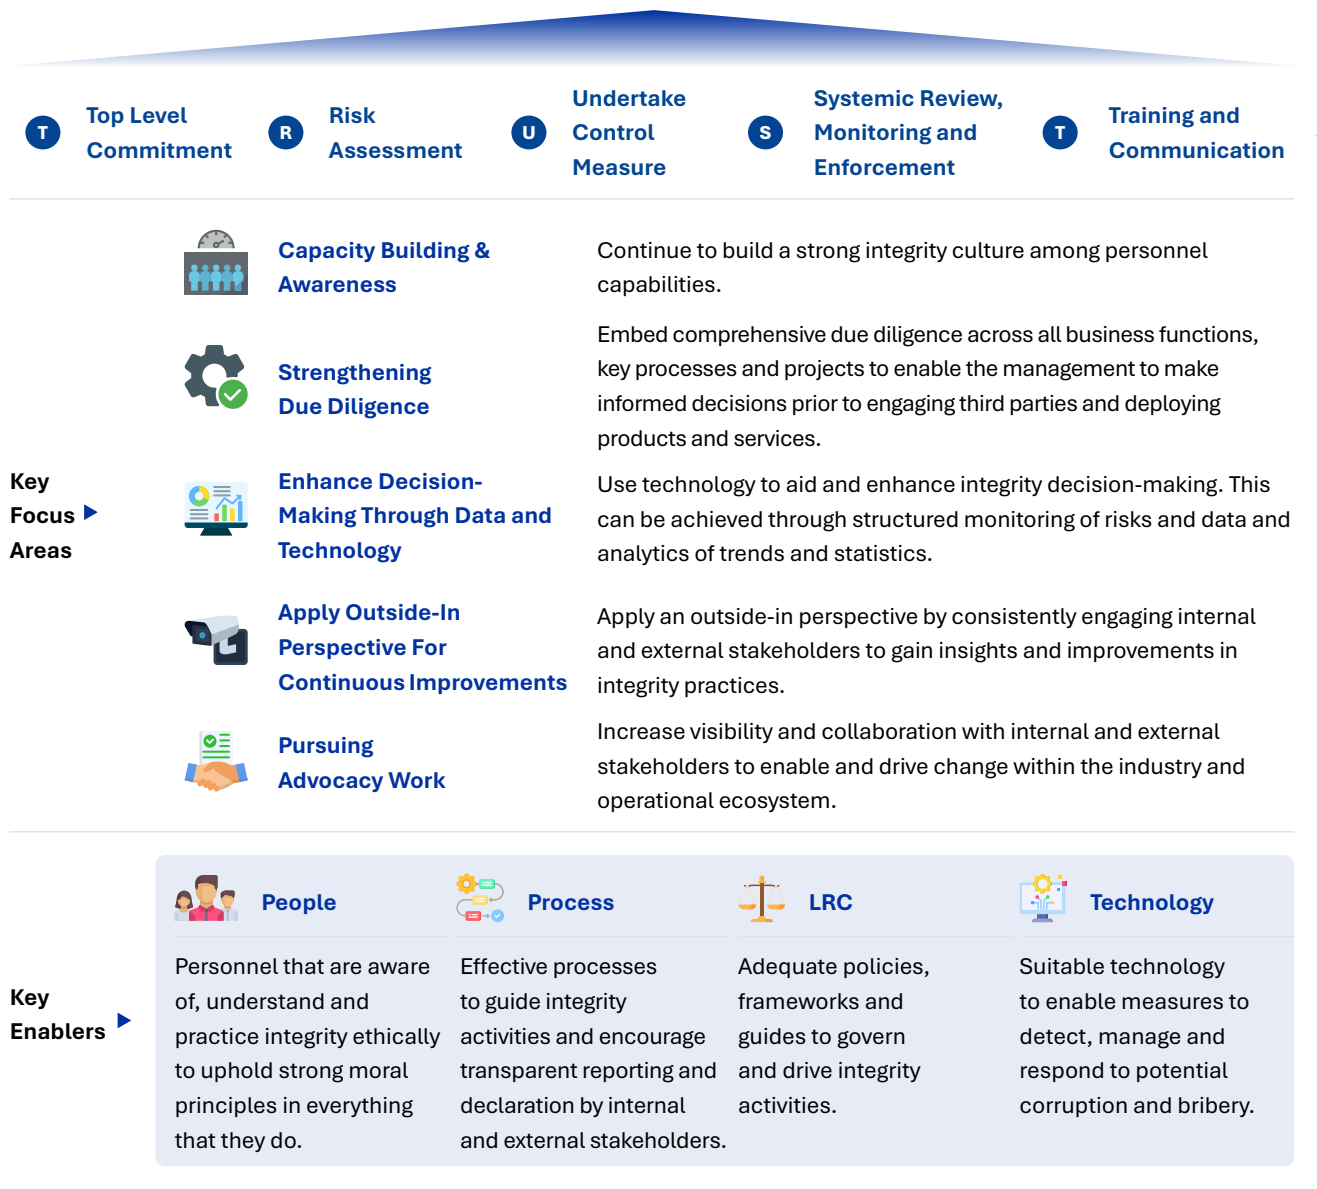 T
Top Level
Commitment
R
Risk
Assessment
U
Undertake
Control
Measure
S
Systemic Review,
Monitoring and
Enforcement
T
Training and
Communication
Key
Focus
Areas
Capacity Building &
Awareness
Continue to build a strong integrity culture among personnel
capabilities.
Strengthening
Due Diligence
Embed comprehensive due diligence across all business functions,
key processes and projects to enable the management to make
informed decisions prior to engaging third parties and deploying
products and services.
Enhance Decision-
Making Through Data and
Technology
Use technology to aid and enhance integrity decision-making. This
can be achieved through structured monitoring of risks and data and
analytics of trends and statistics.
Apply Outside-In
Perspective For
Continuous Improvements
Apply an outside-in perspective by consistently engaging internal
and external stakeholders to gain insights and improvements in
integrity practices.
Pursuing
Advocacy Work
Increase visibility and collaboration with internal and external
stakeholders to enable and drive change within the industry and
operational ecosystem.
Key
Enablers
People
Personnel that are aware
of, understand and
practice integrity ethically
to uphold strong moral
principles in everything
that they do.
Process
Effective processes
to guide integrity
activities and encourage
transparent reporting and
declaration by internal
and external stakeholders.
LRC
Adequate policies,
frameworks and
guides to govern
and drive integrity
activities.
Technology
Suitable technology
to enable measures to
detect, manage and
respond to potential
corruption and bribery.